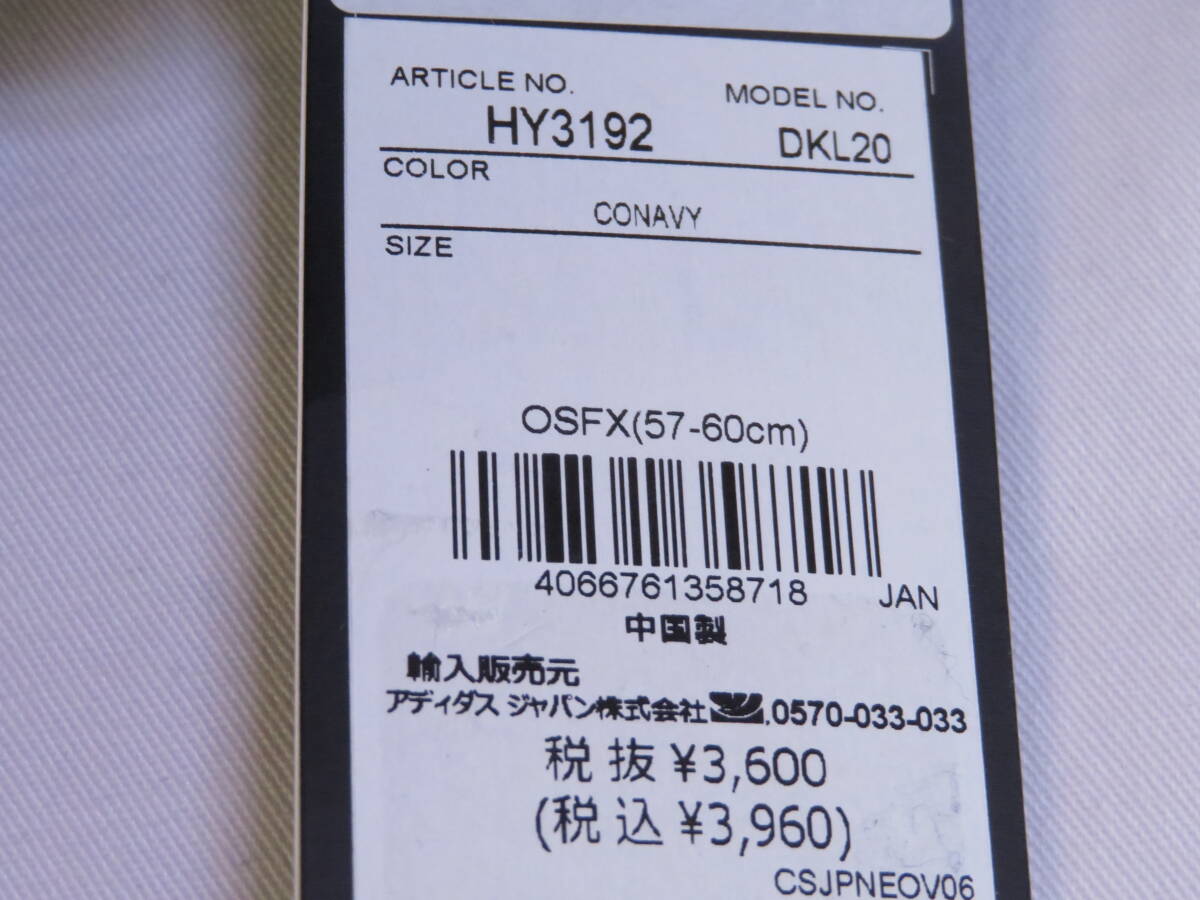 ARTICLE NO. MODEL NO.
HY3192 DKL20
COLOR
CONAVY
SIZE
OSFX(57-60cm)
4066761358718 JAN
中国製
輸入販売元
アディダス ジャパン株式会社 .0570-033-033
税抜 ¥3,600
(税込 ¥3,960)
CSJPNEOV06